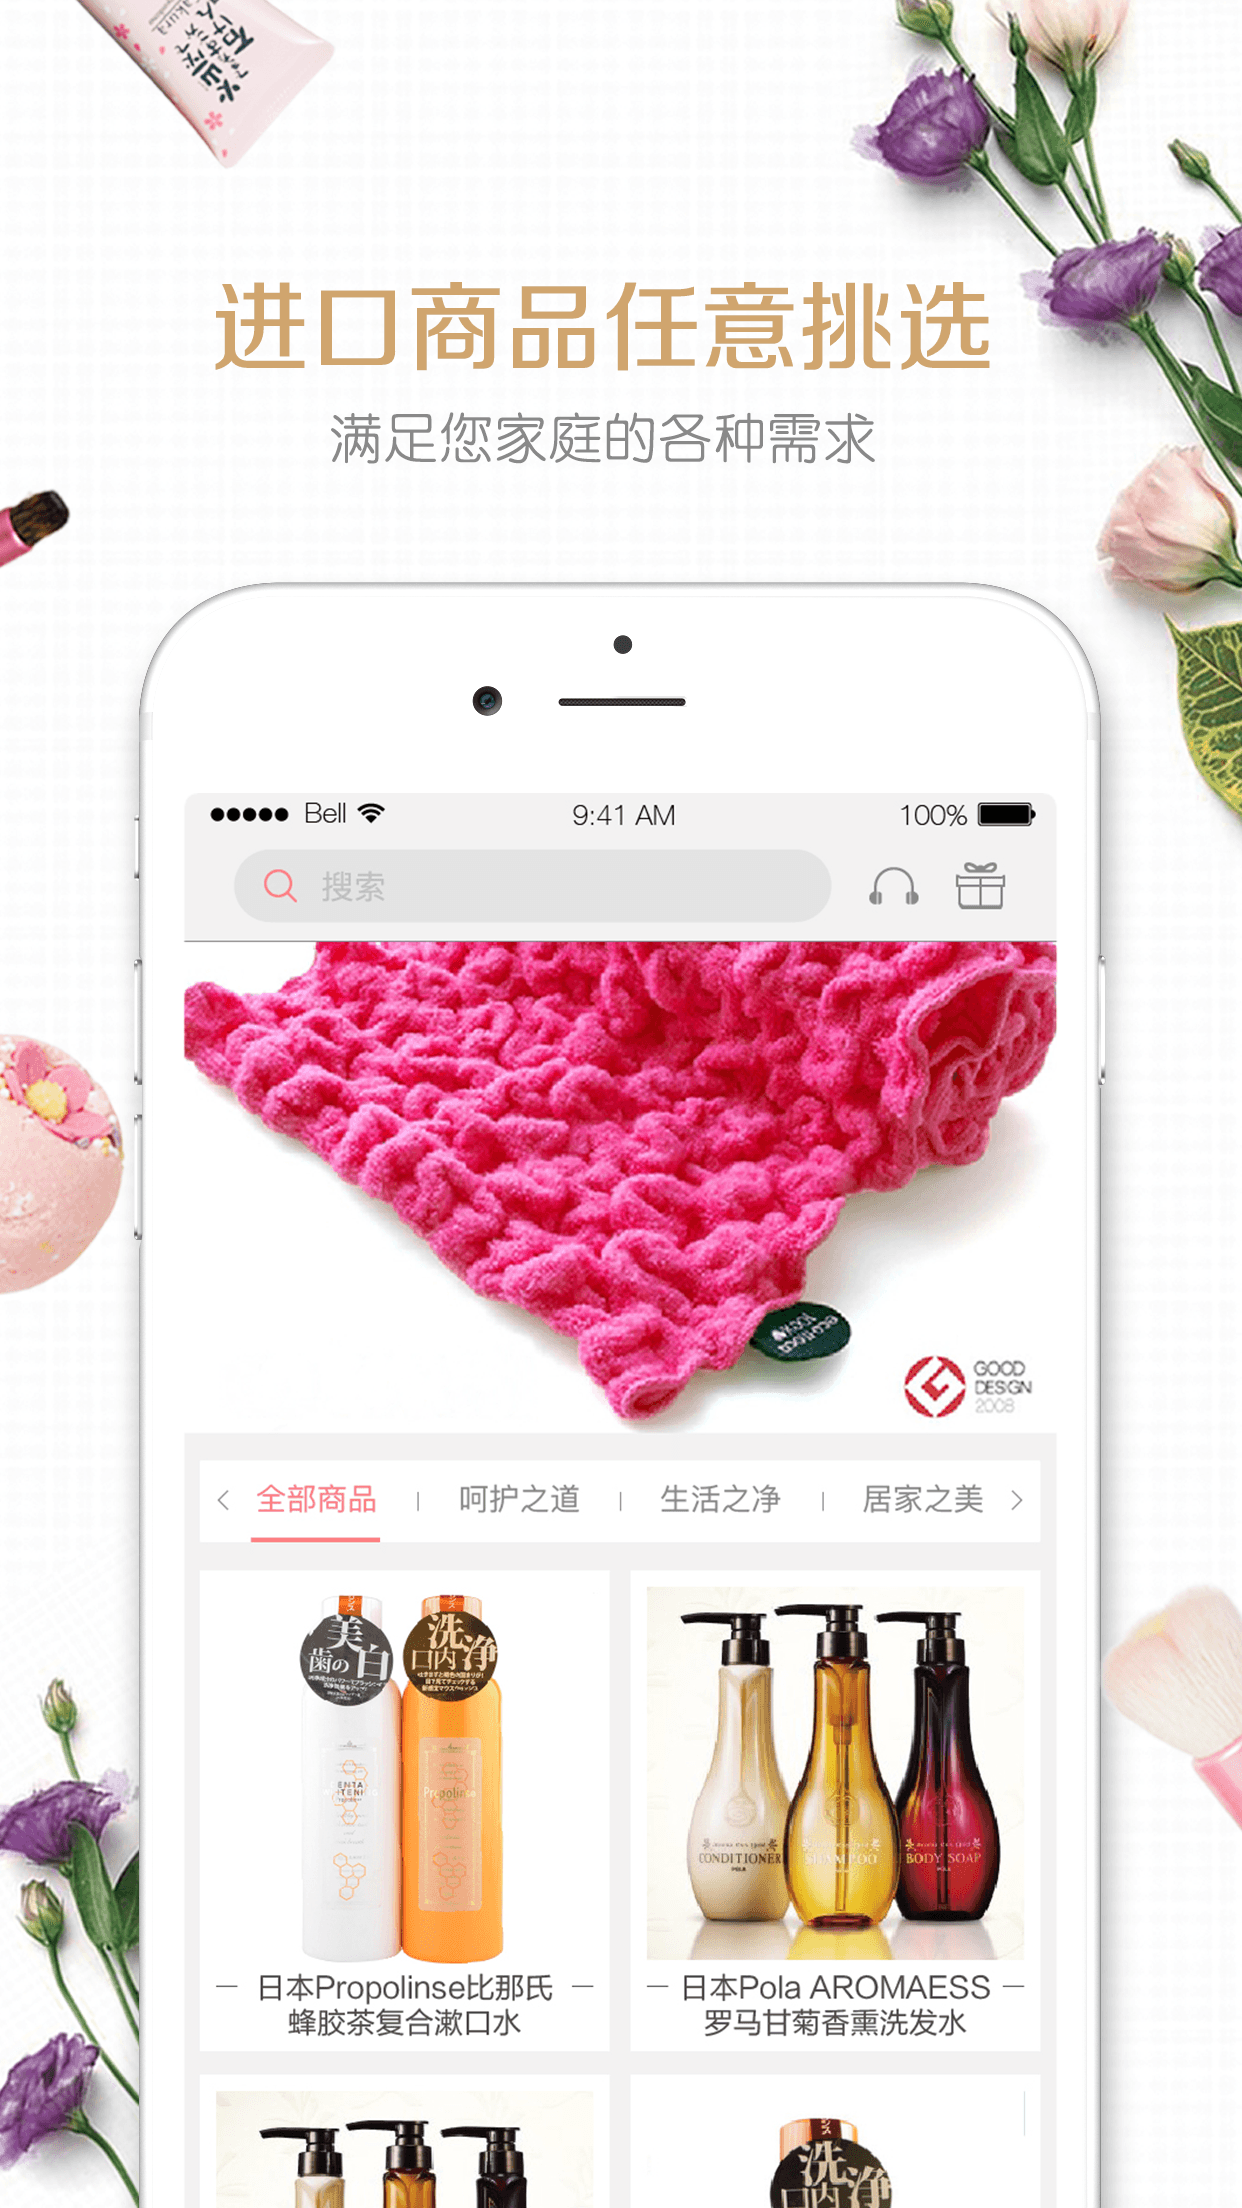 进口商品任意挑选
满足您家庭的各种需求
Bell
9:41 AM
100%
搜索
GOOD
DESIGN
2008
全部商品
呵护之道
生活之净
居家之美
美
歯の白
洗浄
口内
Propolinse
CONDITIONER
POLA
SHAMPOO
BODY SOAP
日本Propolinse比那氏
蜂胶茶复合漱口水
日本Pola AROMAESS
罗马甘菊香熏洗发水
洗浄
口内